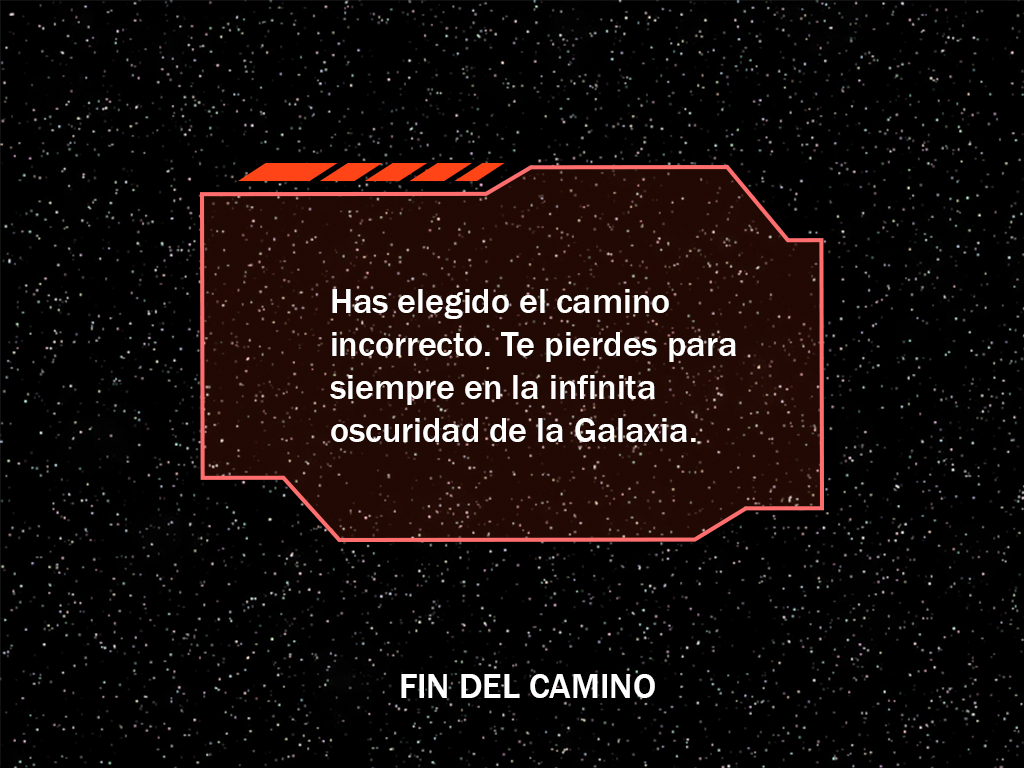 Has elegido el camino
incorrecto. Te pierdes para
siempre en la infinita
oscuridad de la Galaxia.
FIN DEL CAMINO